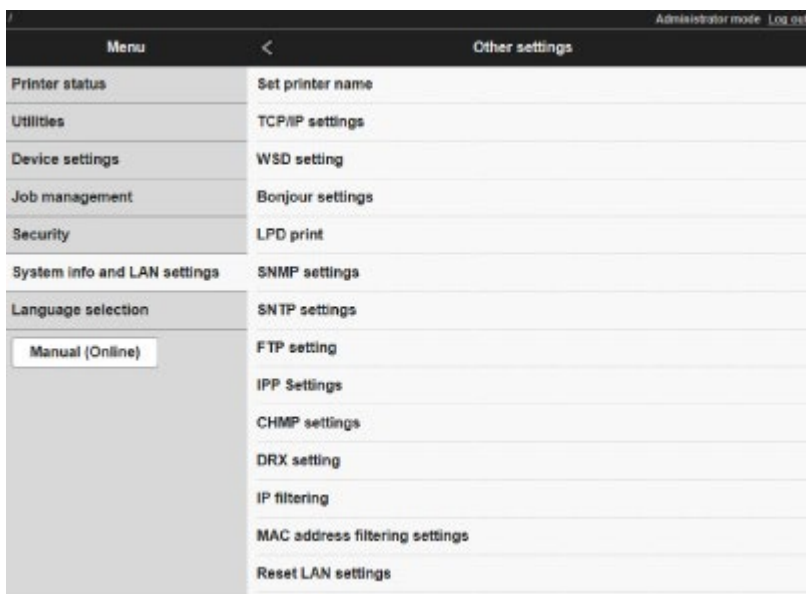 /
Administrator mode Log out
Menu
< Other settings
Printer status
Utilities
Device settings
Job management
Security
System info and LAN settings
Language selection
Manual (Online)
Set printer name
TCP/IP settings
WSD setting
Bonjour settings
LPD print
SNMP settings
SNTP settings
FTP setting
IPP Settings
CHMP settings
DRX setting
IP filtering
MAC address filtering settings
Reset LAN settings